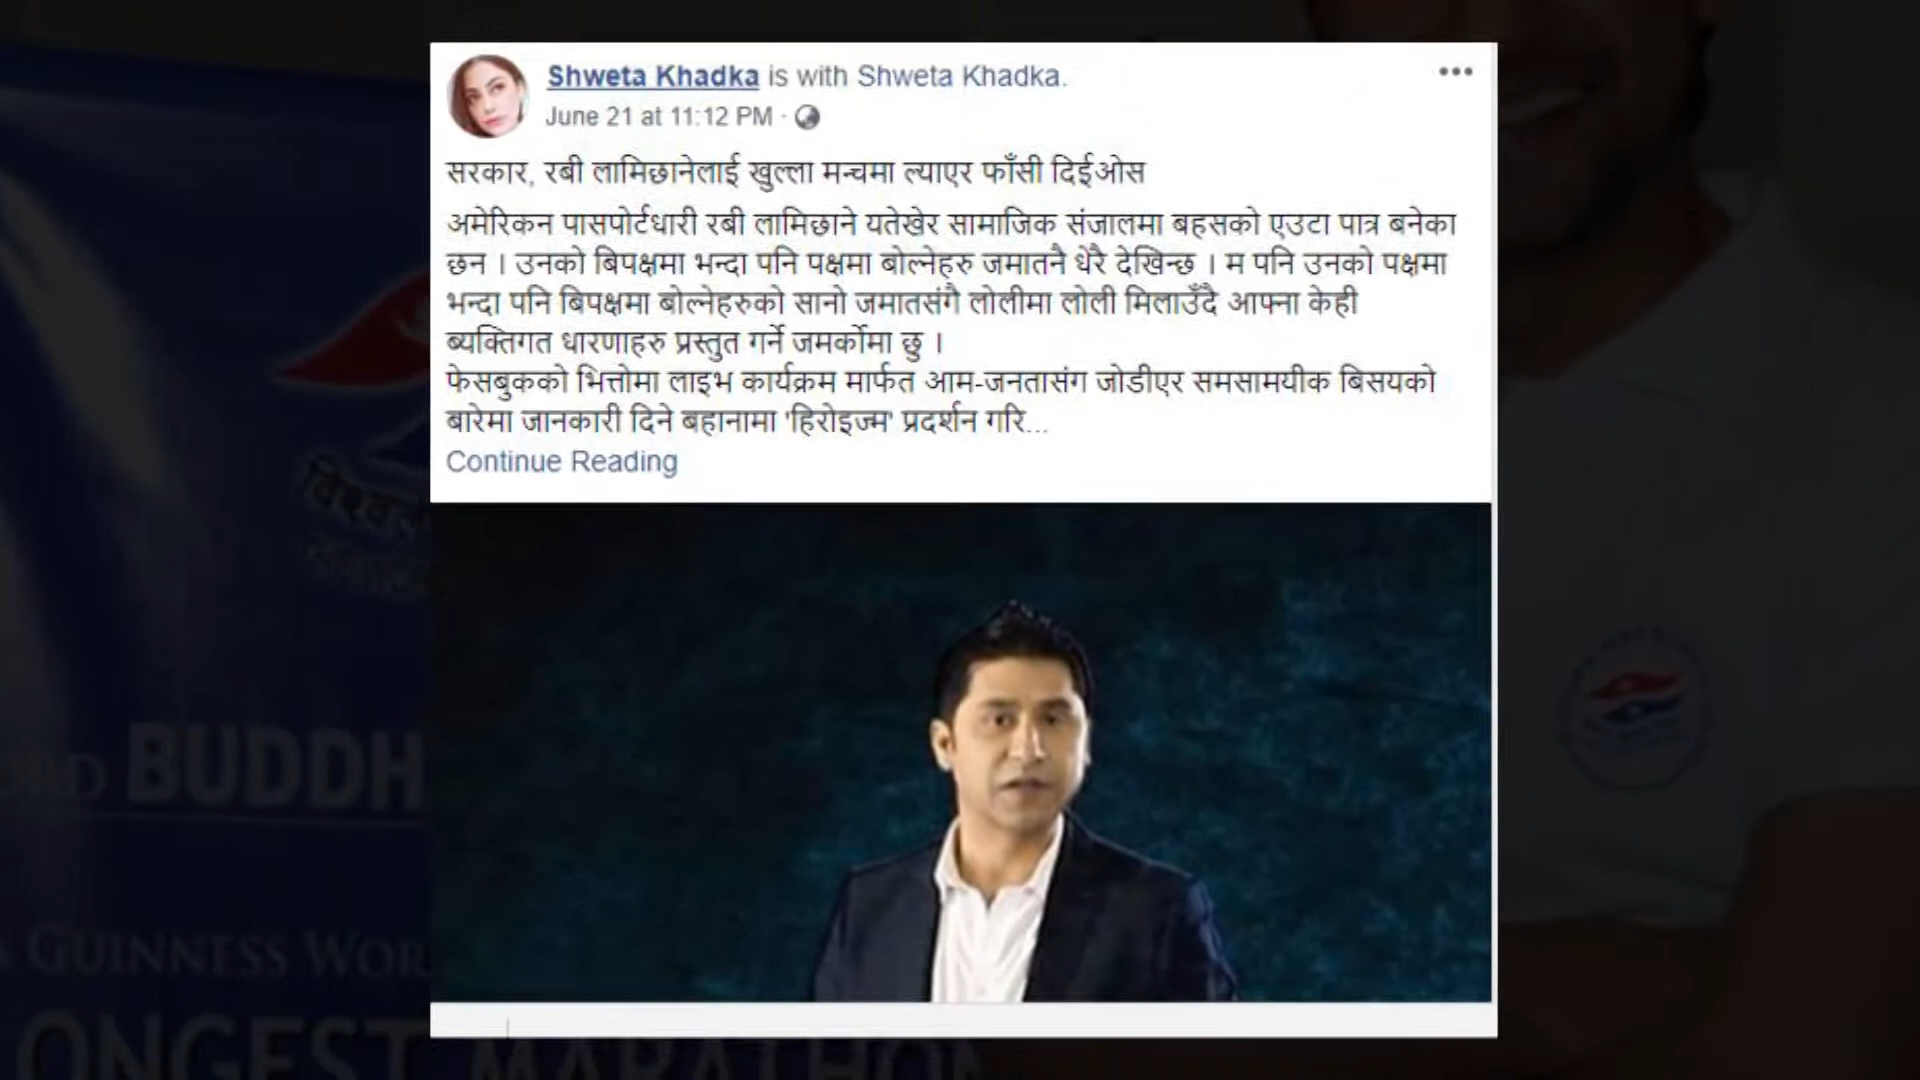 Shweta Khadka is with Shweta Khadka.
June 21 at 11:12 PM ·
सरकार, रबी लामिछानेलाई खुल्ला मन्चमा ल्याएर फाँसी दिईओस
अमेरिकन पासपोर्टधारी रबी लामिछाने यतेखेर सामाजिक संजालमा बहसको एउटा पात्र बनेका
छन । उनको बिपक्षमा भन्दा पनि पक्षमा बोल्नेहरु जमातनै धेरै देखिन्छ । म पनि उनको पक्षमा
भन्दा पनि बिपक्षमा बोल्नेहरुको सानो जमातसंगै लोलीमा लोली मिलाउँदै आफ्ना केही
ब्यक्तिगत धारणाहरु प्रस्तुत गर्ने जमर्कोमा छु ।
फेसबुकको भित्तोमा लाइभ कार्यक्रम मार्फत आम-जनतासंग जोडीएर समसामयीक बिसयको
बारेमा जानकारी दिने बहानामा 'हिरोइज्म' प्रदर्शन गरि...
Continue Reading
BUDDH
GUINNESS WOR
ONGEST MARATHON